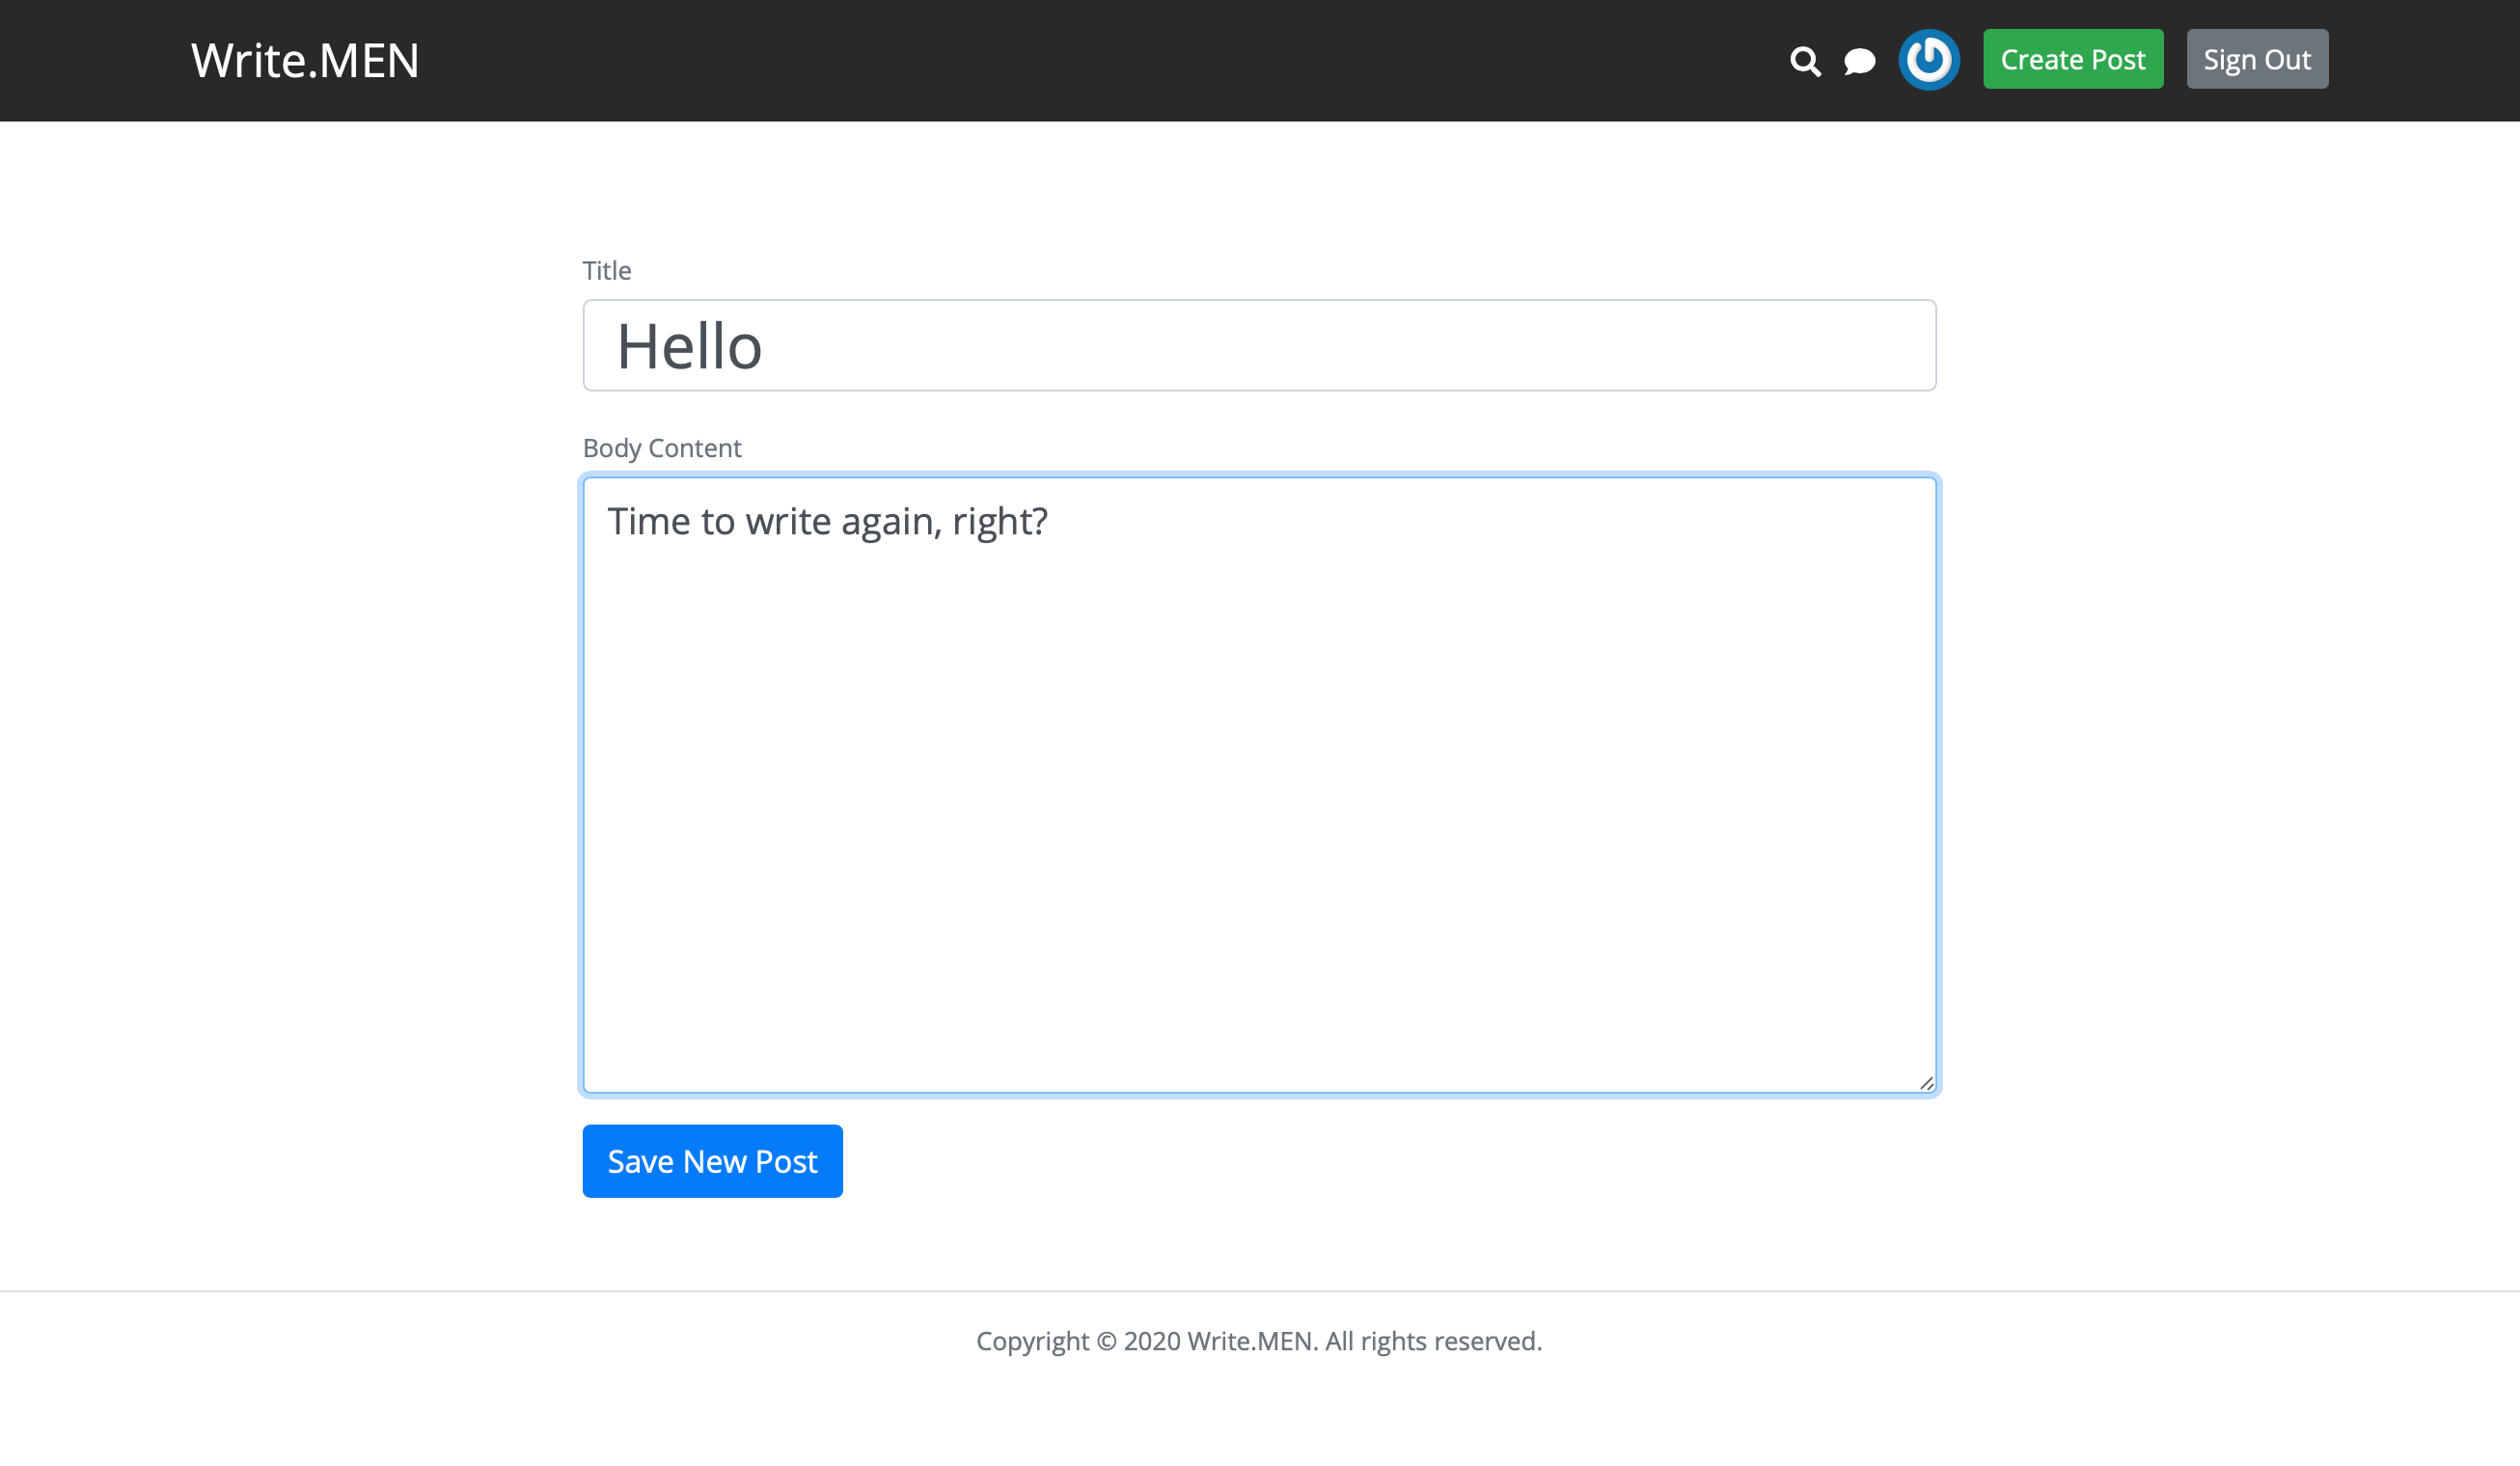 Write.MEN
Create Post
Sign Out
Title
Hello
Body Content
Time to write again, right?
Save New Post
Copyright © 2020 Write.MEN. All rights reserved.